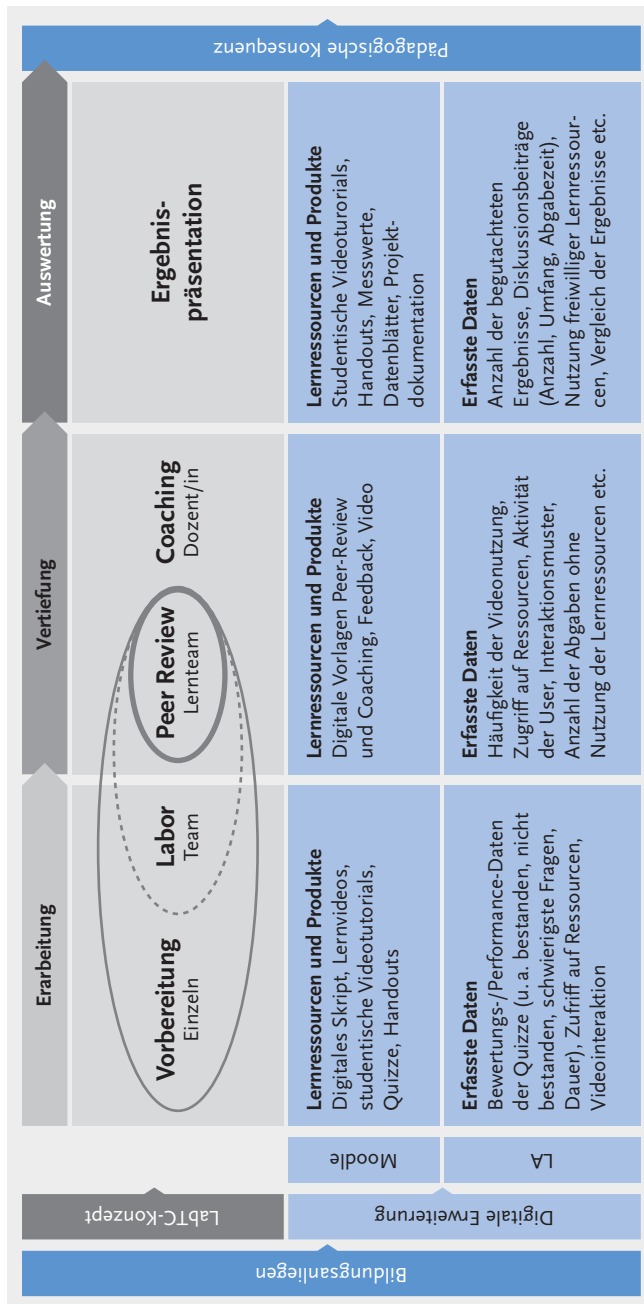 Bildungsanliegen
LabTC-Konzept
Digitale Erweiterung
Moodle
LA
Erarbeitung
Vertiefung
Auswertung
Vorbereitung
Einzeln
Labor
Team
Peer Review
Lernteam
Coaching
Dozent/in
Ergebnis-
präsentation
Lernressourcen und Produkte
Digitales Skript, Lernvideos,
studentische Videotutorials,
Quizze, Handouts
Lernressourcen und Produkte
Digitale Vorlagen Peer-Review
und Coaching, Feedback, Video
Lernressourcen und Produkte
Studentische Videoturorials,
Handouts, Messwerte,
Datenblätter, Projekt-
dokumentation
Erfasste Daten
Bewertungs-/Performance-Daten
der Quizze (u. a. bestanden, nicht
bestanden, schwierigste Fragen,
Dauer), Zufriff auf Ressourcen,
Videointeraktion
Erfasste Daten
Häufigkeit der Videonutzung,
Zugriff auf Ressourcen, Aktivität
der User, Interaktionsmuster,
Anzahl der Abgaben ohne
Nutzung der Lernressourcen etc.
Erfasste Daten
Anzahl der begutachteten
Ergebnisse, Diskussionsbeiträge
(Anzahl, Umfang, Abgabezeit),
Nutzung freiwilliger Lernressour-
cen, Vergleich der Ergebnisse etc.
Pädagogische Konsequenz